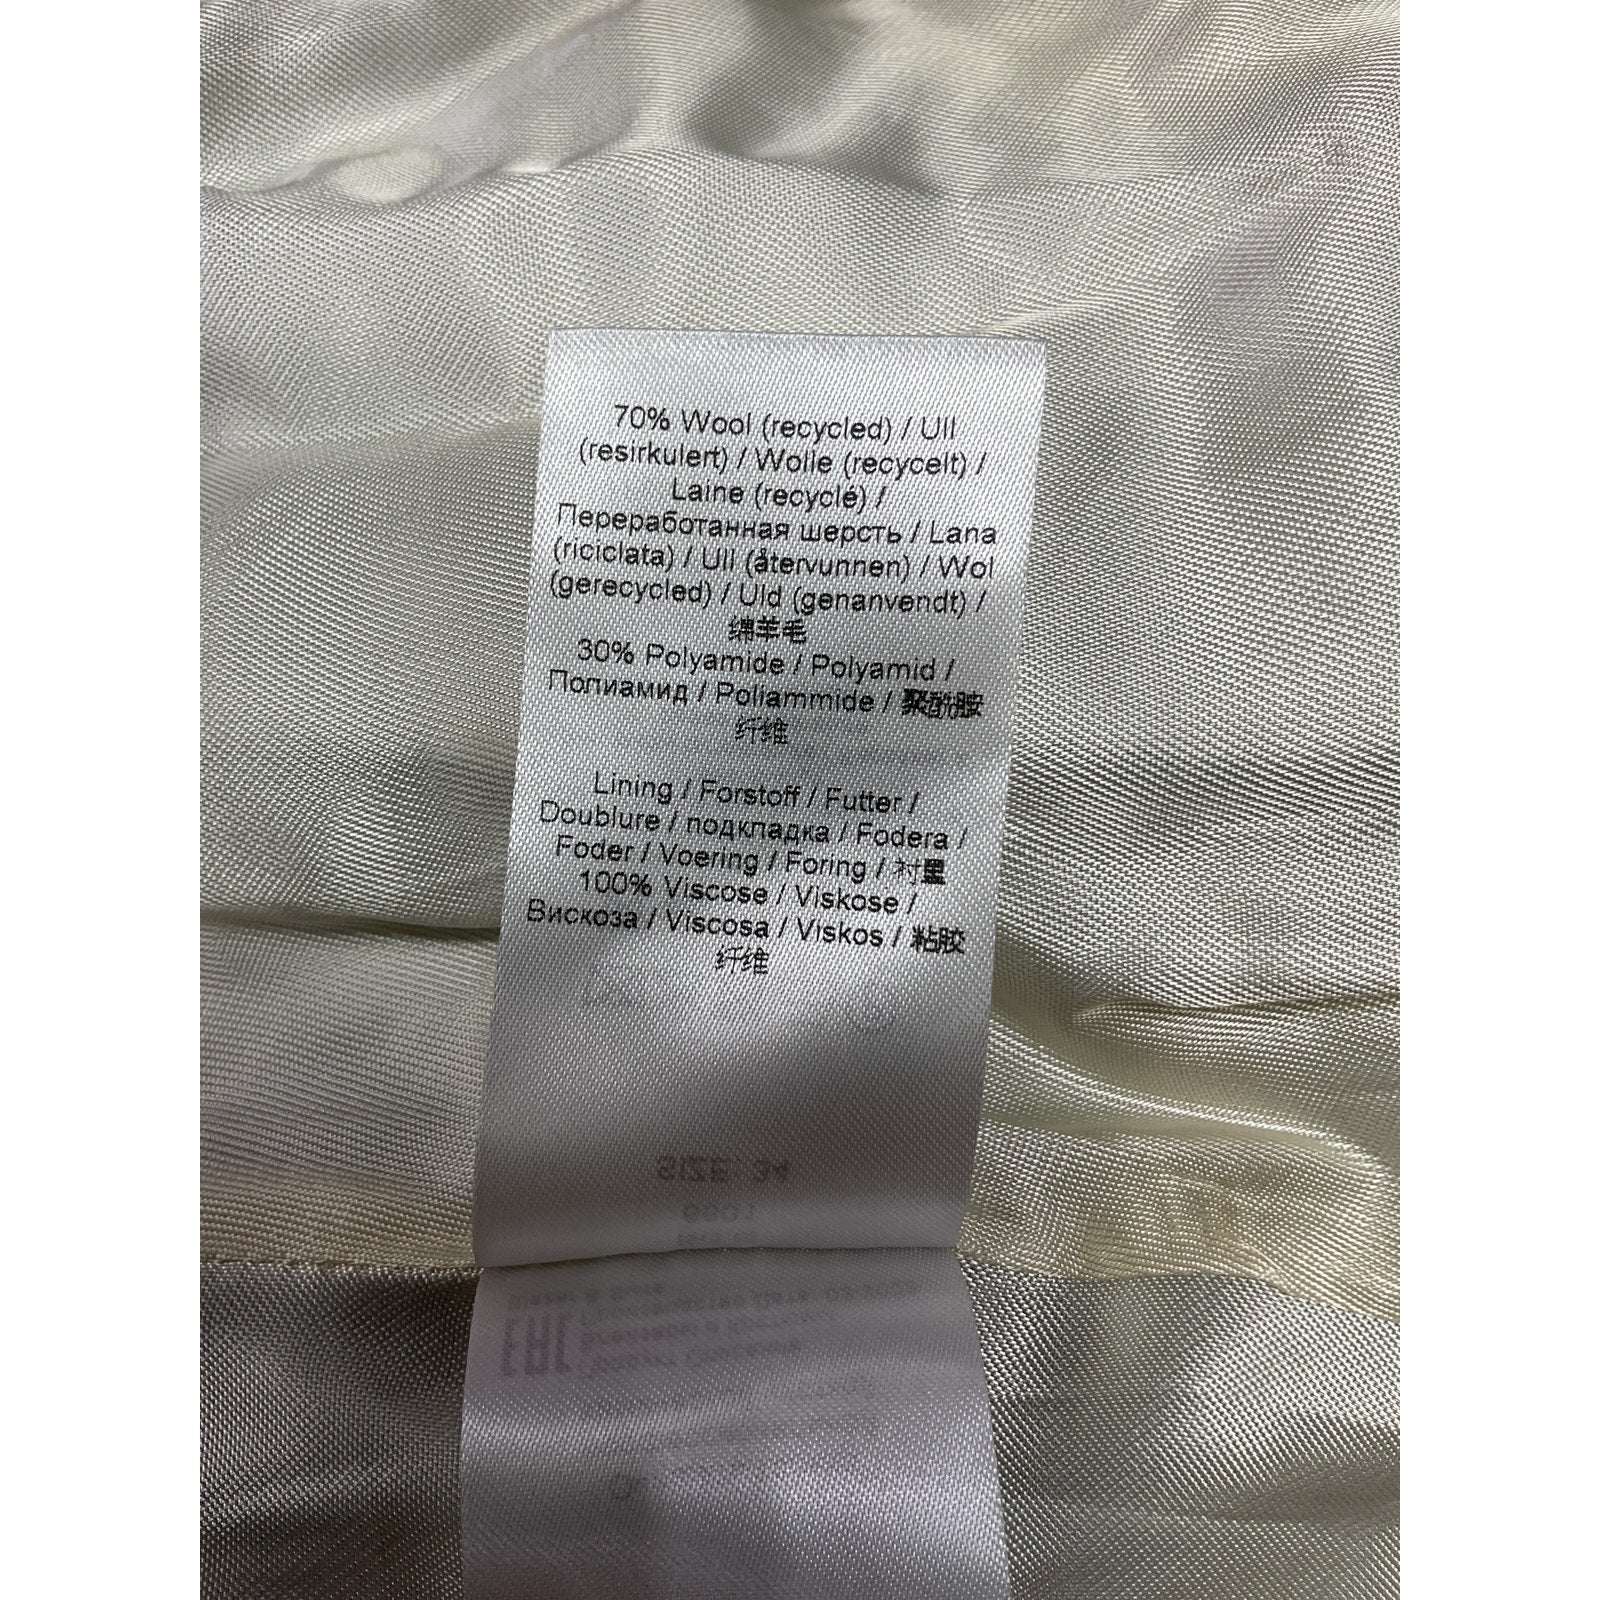 70% Wool (recycled) / Ull
(resirkulert) / Wolle (recycelt) /
Laine (recyclé) /
Переработанная шерсть / Lana
(riciclata) / Ull (återvunnen) / Wol
(gerecycled) / Uld (genanvendt) /
绵羊毛
30% Polyamide / Polyamid /
Полиамид / Poliammide / 聚酰胺
纤维
Lining / Forstoff / Futter /
Doublure / подкладка / Fodera /
Foder / Voering / Foring / 衬里
100% Viscose / Viskose /
Вискоза / Viscosa / Viskos / 粘胶
纤维
SIZE 34